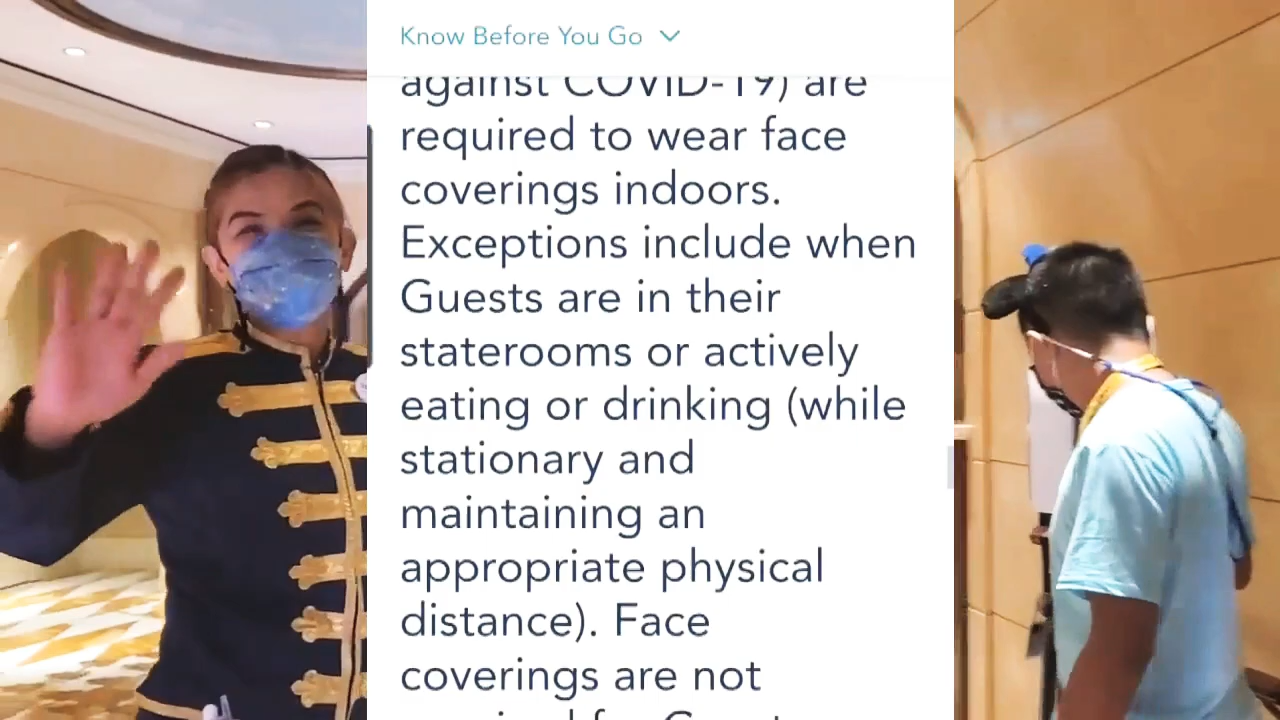 Know Before You Go
against COVID-19) are
required to wear face
coverings indoors.
Exceptions include when
Guests are in their
staterooms or actively
eating or drinking (while
stationary and
maintaining an
appropriate physical
distance). Face
coverings are not